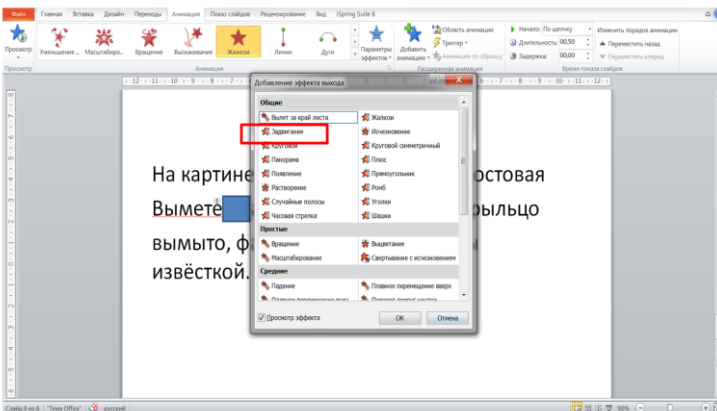 Файл Главная Вставка Дизайн Переходы Анимация Показ слайдов Рецензирование Вид iSpring Suite 8
Просмотр
Уменьшение ... Масштабиро... Вращение Выскакивание Жалюзи Линии Дуги
Параметры эффектов
Добавить анимацию
Область анимации
Триггер
Анимация по образцу
Начало: По щелчку
Длительность: 00,50
Задержка: 00,00
Изменить порядок анимации
Переместить назад
Переместить вперед
Просмотр Анимация Расширенная анимация Время показа слайдов
Добавление эффекта выхода
Общие
Вылет за край листа Жалюзи
Задвигание Исчезновение
Круговой Круговой симметричный
Панорама Плюс
Появление Прямоугольник
Растворение Ромб
Случайные полосы Уголки
Часовая стрелка Шашки
Простые
Вращение Выцветание
Масштабирование Свертывание с исчезновением
Средние
Падение Плавное перемещение вверх
Просмотр эффекта OK Отмена
На картине остовая
Вымете рыльцо
вымыто, ф
извёсткой.
Слайд 8 из 8 "Тема Office" русский 90%